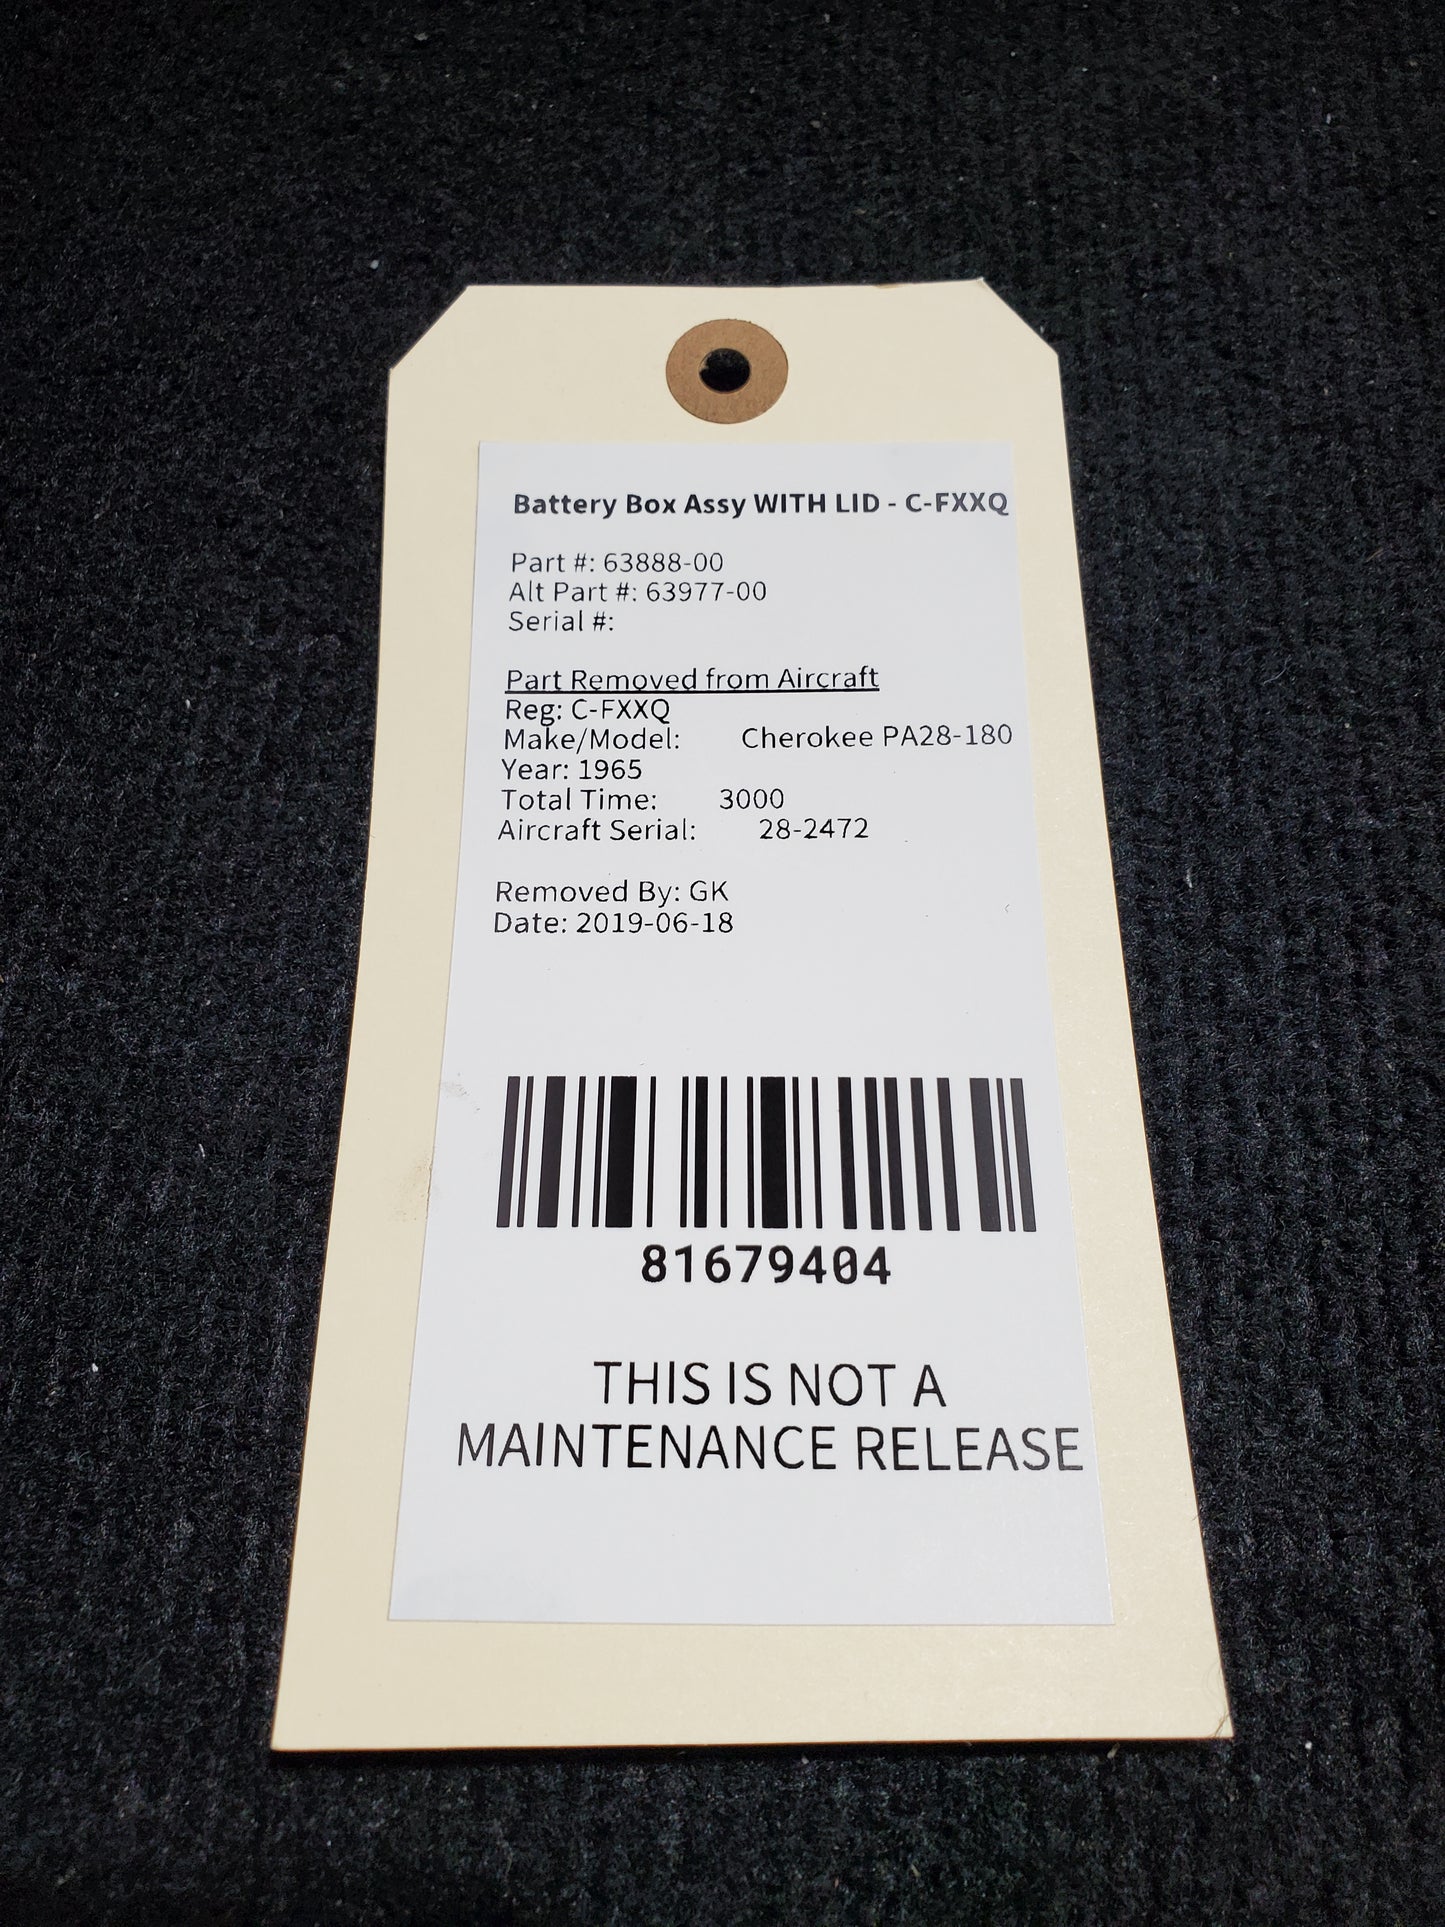 Battery Box Assy WITH LID - C-FXXQ
Part #: 63888-00
Alt Part #: 63977-00
Serial #:
Part Removed from Aircraft
Reg: C-FXXQ
Make/Model: Cherokee PA28-180
Year: 1965
Total Time: 3000
Aircraft Serial: 28-2472
Removed By: GK
Date: 2019-06-18
81679404
THIS IS NOT A
MAINTENANCE RELEASE